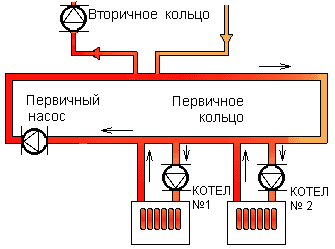 Вторичное кольцо
Первичный
насос
Первичное
кольцо
КОТЕЛ
№1
КОТЕЛ
№ 2